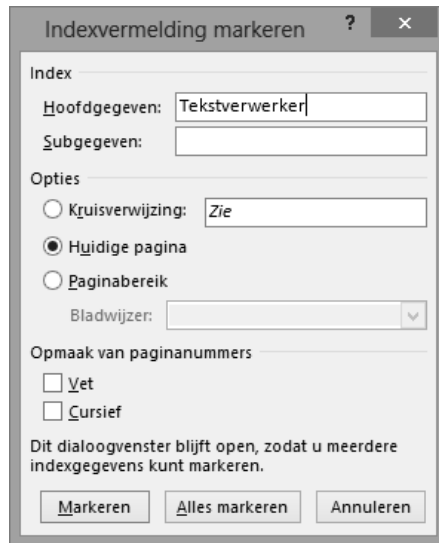 Indexvermelding markeren ? ×
Index
Hoofdgegeven: Tekstverwerker
Subgegeven:
Opties
Kruisverwijzing: Zie
Huidige pagina
Paginabereik
Bladwijzer:
Opmaak van paginanummers
Vet
Cursief
Dit dialoogvenster blijft open, zodat u meerdere
indexgegevens kunt markeren.
Markeren Alles markeren Annuleren